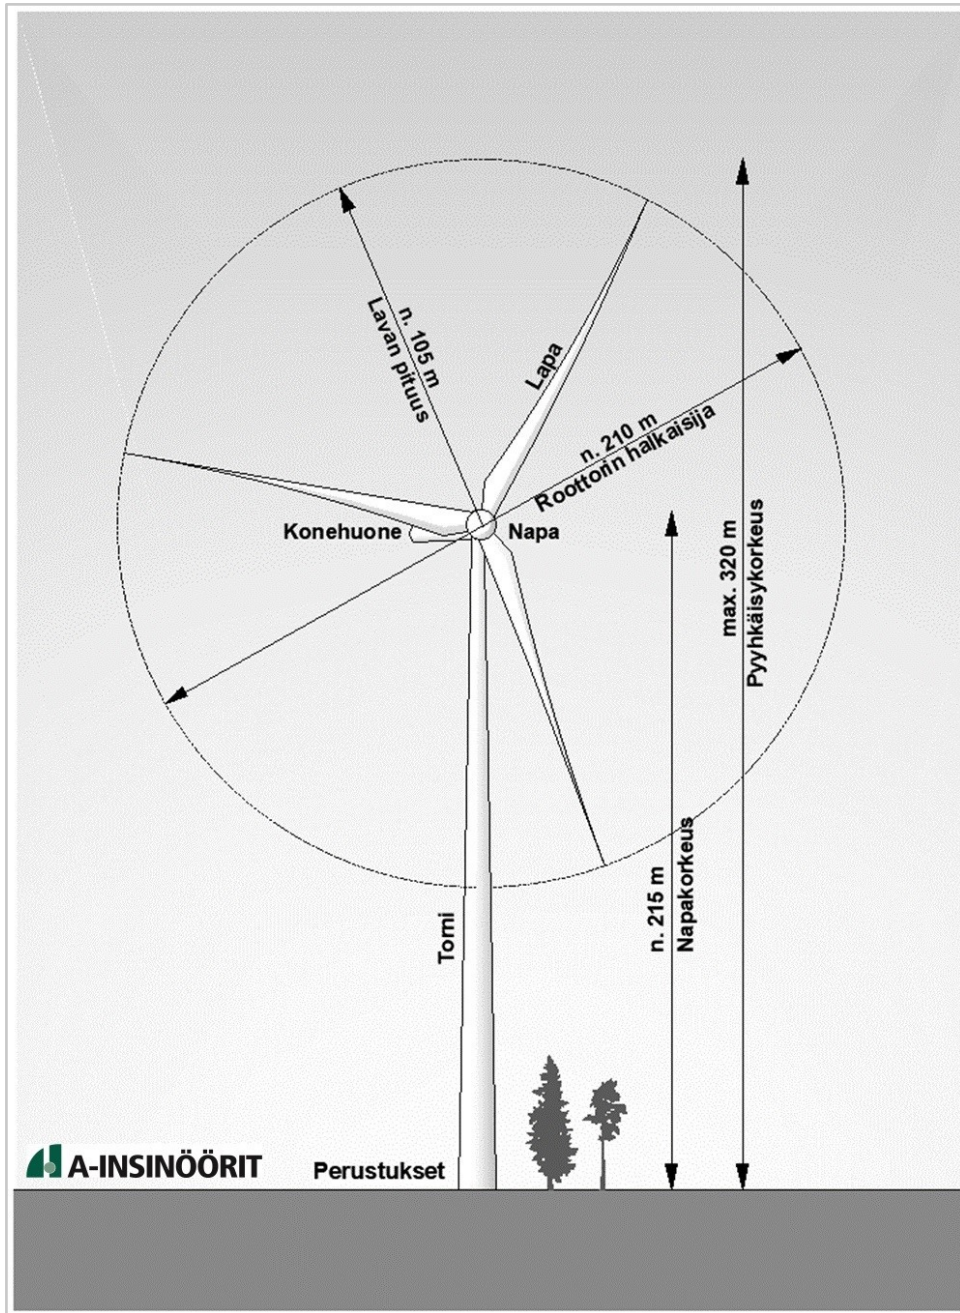 n. 105 m
Lavan pituus
Lapa
n. 210 m
Roottorin halkaisija
Konehuone
Napa
max. 320 m
Pyyhkäisykorkeus
n. 215 m
Napakorkeus
Torni
A-INSINÖÖRIT
Perustukset